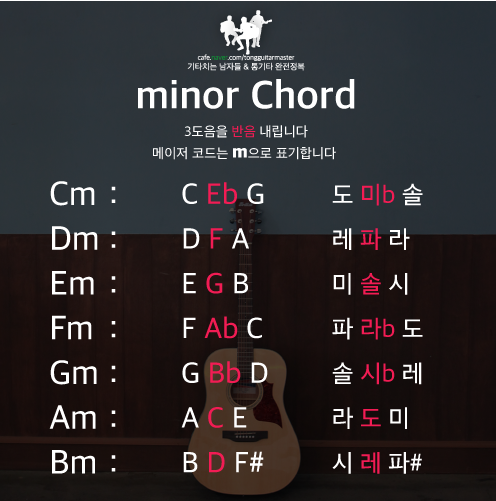 cafe.naver.com/tongguitarmaster
기타치는 남자들 & 통기타 완전정복
minor Chord
3도음을 반음 내립니다
메이저 코드는 m으로 표기합니다
Cm : C Eb G 도 미b 솔
Dm : D F A 레 파 라
Em : E G B 미 솔 시
Fm : F Ab C 파 라b 도
Gm : G Bb D 솔 시b 레
Am : A C E 라 도 미
Bm : B D F# 시 레 파#